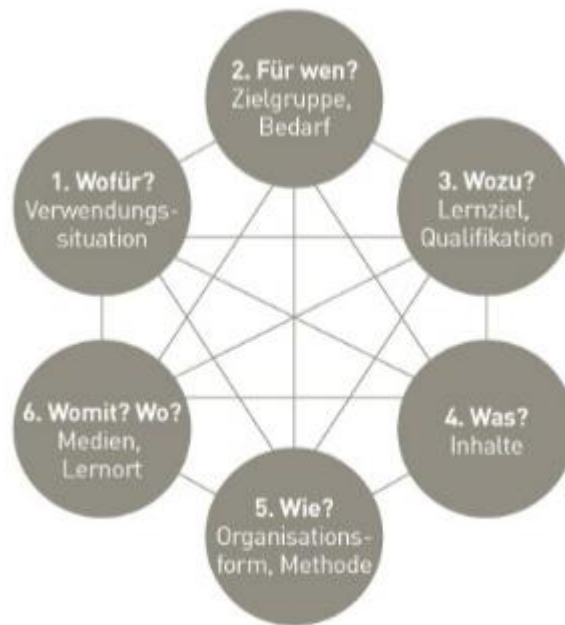 2. Für wen?
Zielgruppe,
Bedarf
1. Wofür?
Verwendungs-
situation
3. Wozu?
Lernziel,
Qualifikation
6. Womit? Wo?
Medien,
Lernort
4. Was?
Inhalte
5. Wie?
Organisations-
form, Methode